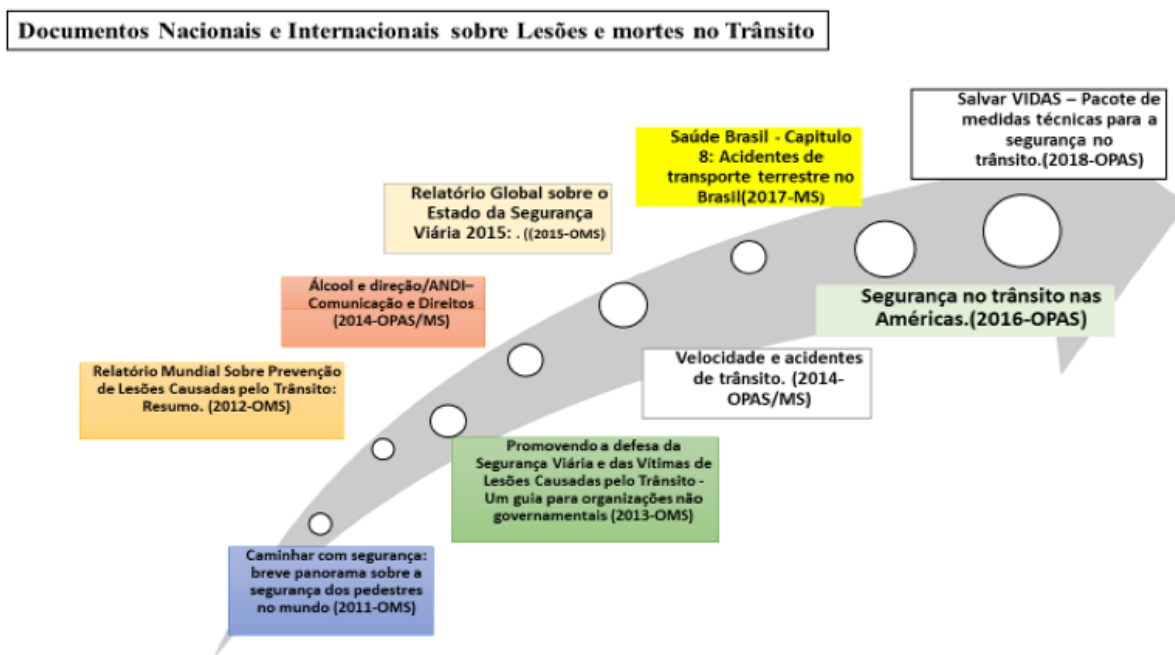 Documentos Nacionais e Internacionais sobre Lesões e mortes no Trânsito
Salvar VIDAS – Pacote de
medidas técnicas para a
segurança no
trânsito.(2018-OPAS)
Saúde Brasil - Capitulo
8: Acidentes de
transporte terrestre no
Brasil(2017-MS)
Relatório Global sobre o
Estado da Segurança
Viária 2015: . ((2015-OMS)
Álcool e direção/ANDI–
Comunicação e Direitos
(2014-OPAS/MS)
Segurança no trânsito nas
Américas.(2016-OPAS)
Relatório Mundial Sobre Prevenção
de Lesões Causadas pelo Trânsito:
Resumo. (2012-OMS)
Velocidade e acidentes
de trânsito. (2014-
OPAS/MS)
Promovendo a defesa da
Segurança Viária e das Vítimas de
Lesões Causadas pelo Trânsito -
Um guia para organizações não
governamentais (2013-OMS)
Caminhar com segurança:
breve panorama sobre a
segurança dos pedestres
no mundo (2011-OMS)